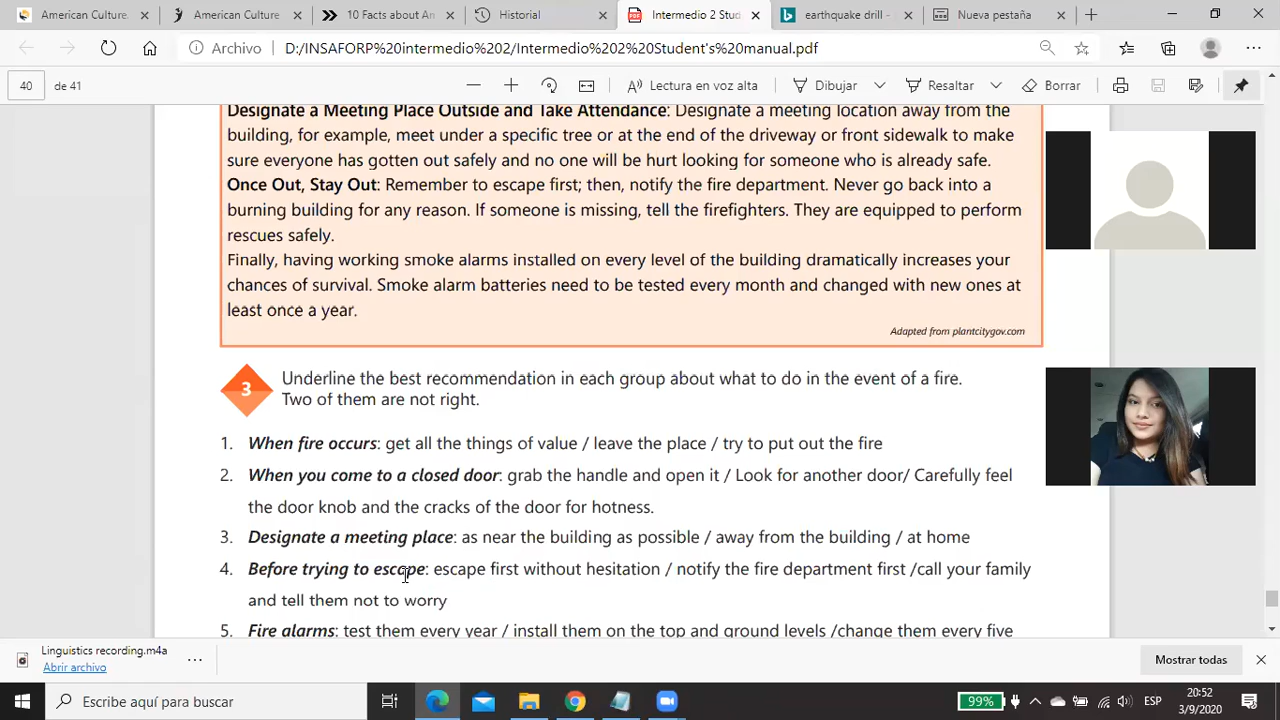 American Culture
American Culture
10 Facts about An
Historial
Intermedio 2 Stud
earthquake drill -
Nueva pestaña
Archivo
D:/INSAFORP%20intermedio%202/Intermedio%202%20Student's%20manual.pdf
40
de 41
Lectura en voz alta
Dibujar
Resaltar
Borrar
Designate a Meeting Place Outside and Take Attendance: Designate a meeting location away from the
building, for example, meet under a specific tree or at the end of the driveway or front sidewalk to make
sure everyone has gotten out safely and no one will be hurt looking for someone who is already safe.
Once Out, Stay Out: Remember to escape first; then, notify the fire department. Never go back into a
burning building for any reason. If someone is missing, tell the firefighters. They are equipped to perform
rescues safely.
Finally, having working smoke alarms installed on every level of the building dramatically increases your
chances of survival. Smoke alarm batteries need to be tested every month and changed with new ones at
least once a year.
Adapted from plantcitygov.com
3
Underline the best recommendation in each group about what to do in the event of a fire.
Two of them are not right.
1. When fire occurs: get all the things of value / leave the place / try to put out the fire
2. When you come to a closed door: grab the handle and open it / Look for another door/ Carefully feel
the door knob and the cracks of the door for hotness.
3. Designate a meeting place: as near the building as possible / away from the building / at home
4. Before trying to escape: escape first without hesitation / notify the fire department first /call your family
and tell them not to worry
5. Fire alarms: test them every year / install them on the top and ground levels /change them every five
Linguistics recording.m4a
Abrir archivo
Mostrar todas
Escribe aquí para buscar
99%
ESP
20:52
3/9/2020